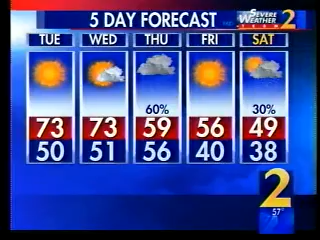 5 DAY FORECAST
SEVERE
WEATHER 2
TEAM
TUE WED THU FRI SAT
60% 30%
73 73 59 56 49
50 51 56 40 38
2
57°